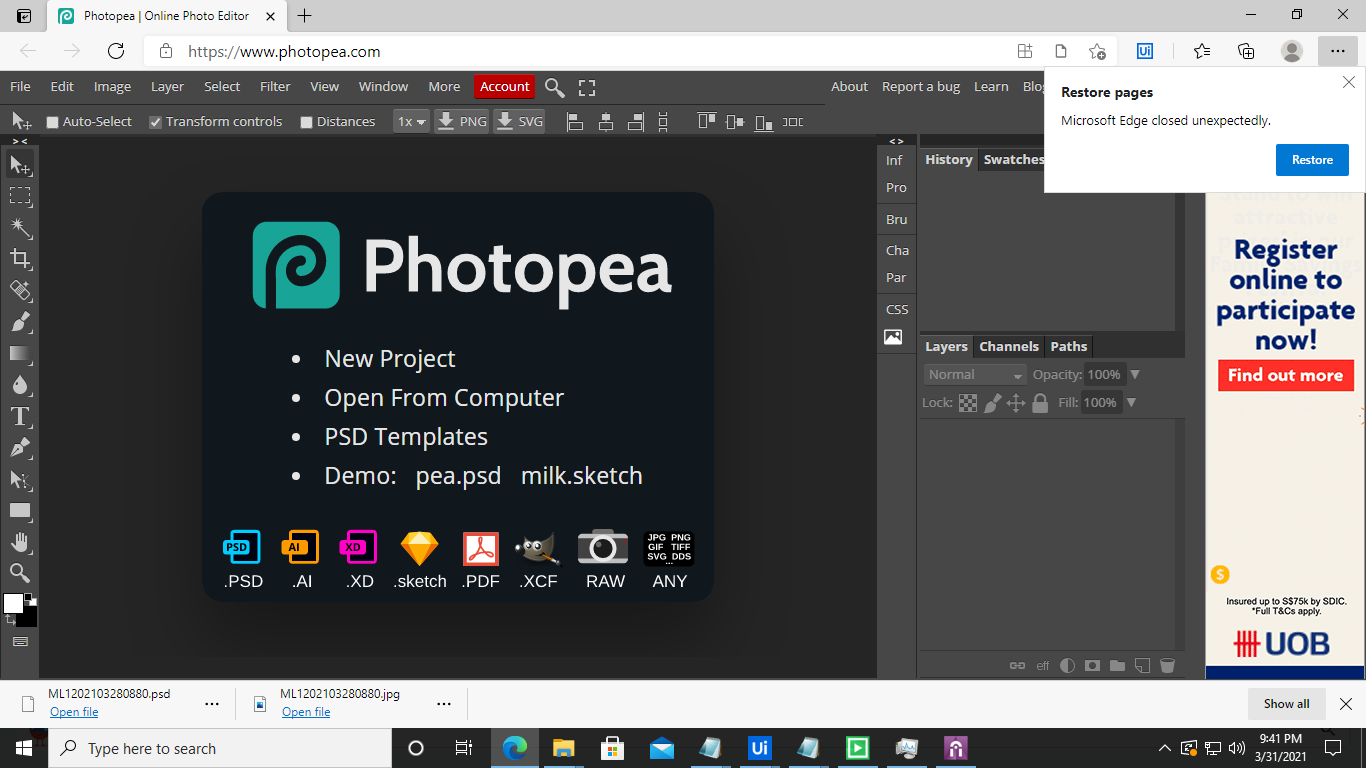 Photopea | Online Photo Editor
https://www.photopea.com
Ui
File Edit Image Layer Select Filter View Window More Account
About Report a bug Learn Blog
Restore pages
Microsoft Edge closed unexpectedly.
Restore
Auto-Select Transform controls Distances 1x PNG SVG
> <
< >
Inf
Pro
Bru
Cha
Par
CSS
History Swatches
Photopea
New Project
Open From Computer
PSD Templates
Demo: pea.psd milk.sketch
PSD AI XD JPG PNG
GIF TIFF
SVG DDS
...
.PSD .AI .XD .sketch .PDF .XCF RAW ANY
Layers Channels Paths
Normal Opacity: 100%
Lock: Fill: 100%
eff
Register
online to
participate
now!
Find out more
Insured up to S$75k by SDIC.
*Full T&Cs apply.
UOB
ML1202103280880.psd
Open file
ML1202103280880.jpg
Open file
Show all
Type here to search
Ui
9:41 PM
3/31/2021